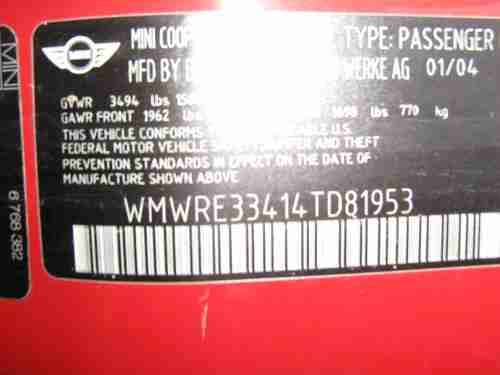 MINI COOP TYPE: PASSENGER
MFD BY B WERKE AG 01/04
GVWR 3494 lbs
GAWR FRONT 1962 lbs 1698 lbs 770 kg
THIS VEHICLE CONFORMS APPLICABLE U.S.
FEDERAL MOTOR VEHICLE AND THEFT
PREVENTION STANDARDS IN EFFECT ON THE DATE OF
MANUFACTURE SHOWN ABOVE
WMWRE33414TD81953
MINI
6 768 382